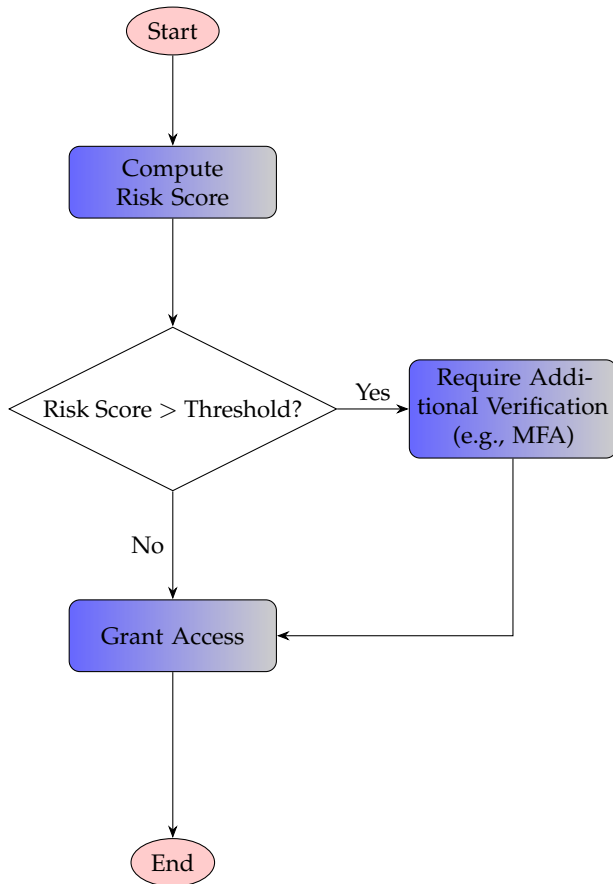 Start
Compute
Risk Score
Risk Score > Threshold?
Yes
Require Addi-
tional Verification
(e.g., MFA)
No
Grant Access
End